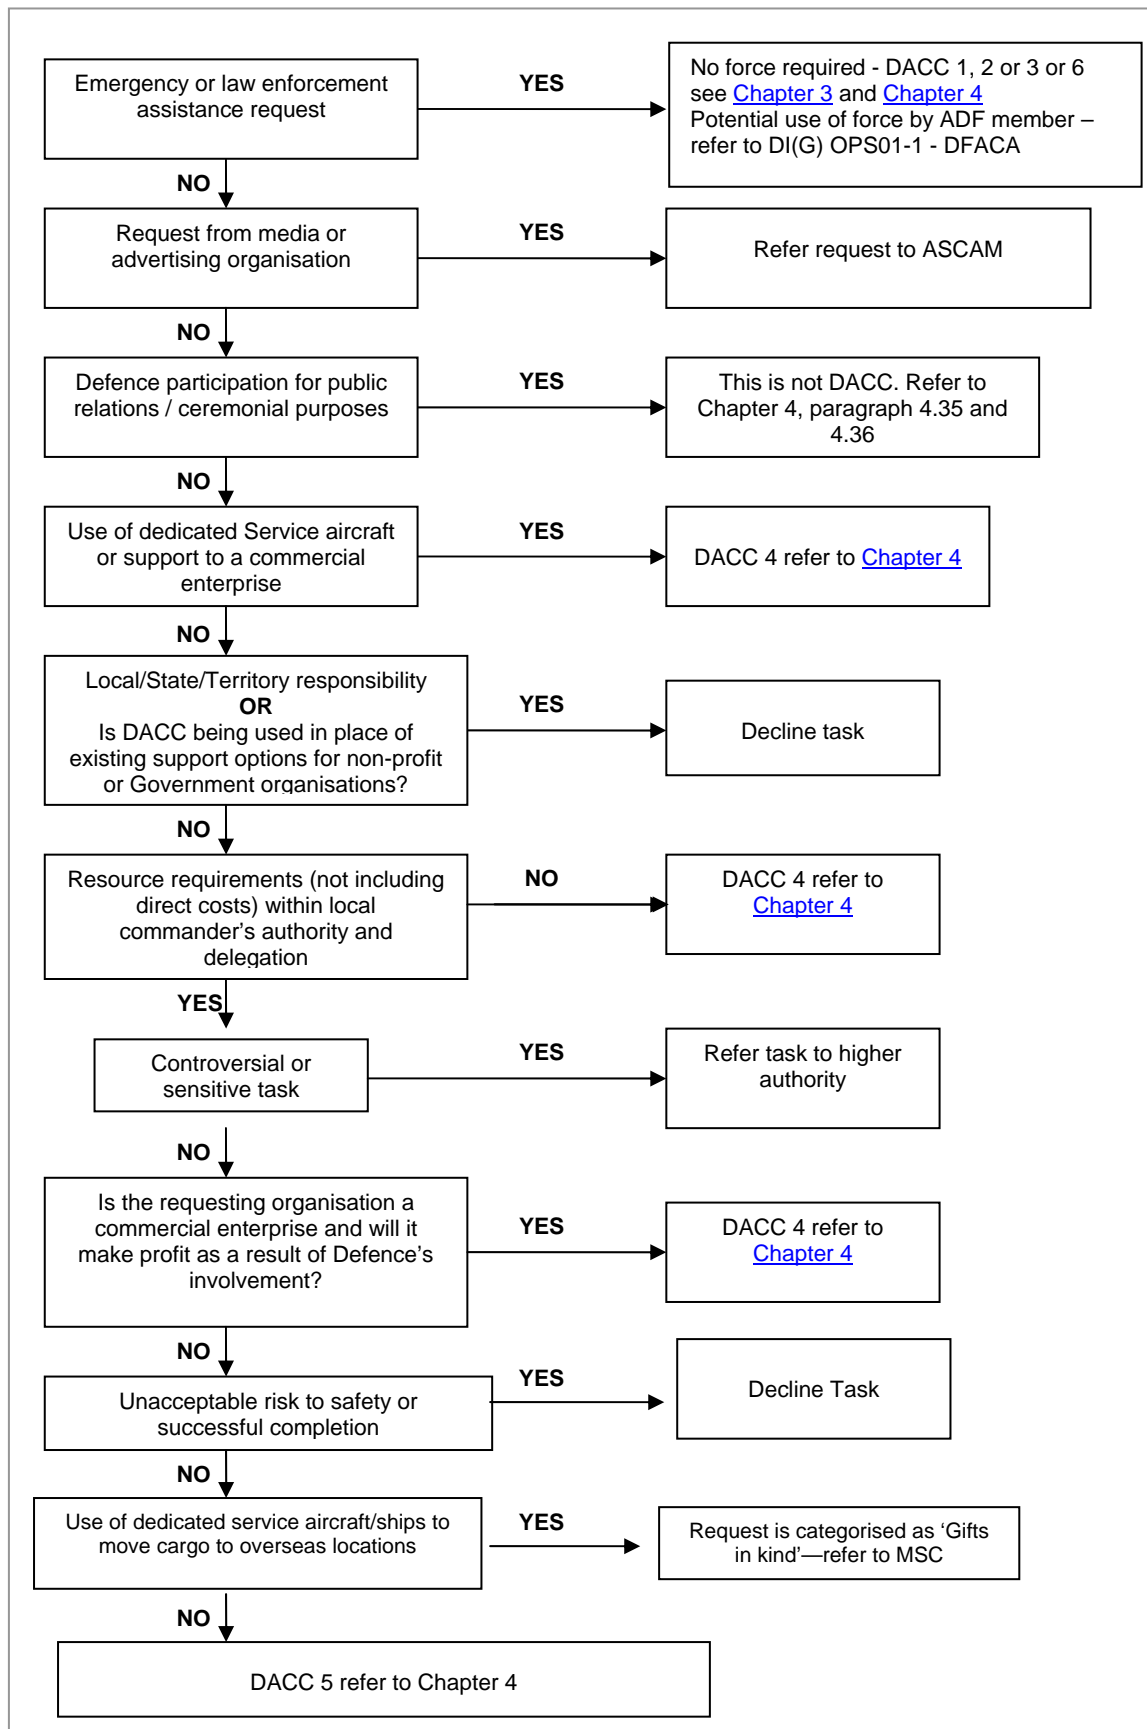 Emergency or law enforcement
assistance request
YES
No force required - DACC 1, 2 or 3 or 6
see Chapter 3 and Chapter 4
Potential use of force by ADF member –
refer to DI(G) OPS01-1 - DFACA
NO
Request from media or
advertising organisation
YES
Refer request to ASCAM
NO
Defence participation for public
relations / ceremonial purposes
YES
This is not DACC. Refer to
Chapter 4, paragraph 4.35 and
4.36
NO
Use of dedicated Service aircraft
or support to a commercial
enterprise
YES
DACC 4 refer to Chapter 4
NO
Local/State/Territory responsibility
OR
Is DACC being used in place of
existing support options for non-profit
or Government organisations?
YES
Decline task
NO
Resource requirements (not including
direct costs) within local
commander’s authority and
delegation
NO
DACC 4 refer to
Chapter 4
YES
Controversial or
sensitive task
YES
Refer task to higher
authority
NO
Is the requesting organisation a
commercial enterprise and will it
make profit as a result of Defence’s
involvement?
YES
DACC 4 refer to
Chapter 4
NO
Unacceptable risk to safety or
successful completion
YES
Decline Task
NO
Use of dedicated service aircraft/ships to
move cargo to overseas locations
YES
Request is categorised as ‘Gifts
in kind’—refer to MSC
NO
DACC 5 refer to Chapter 4